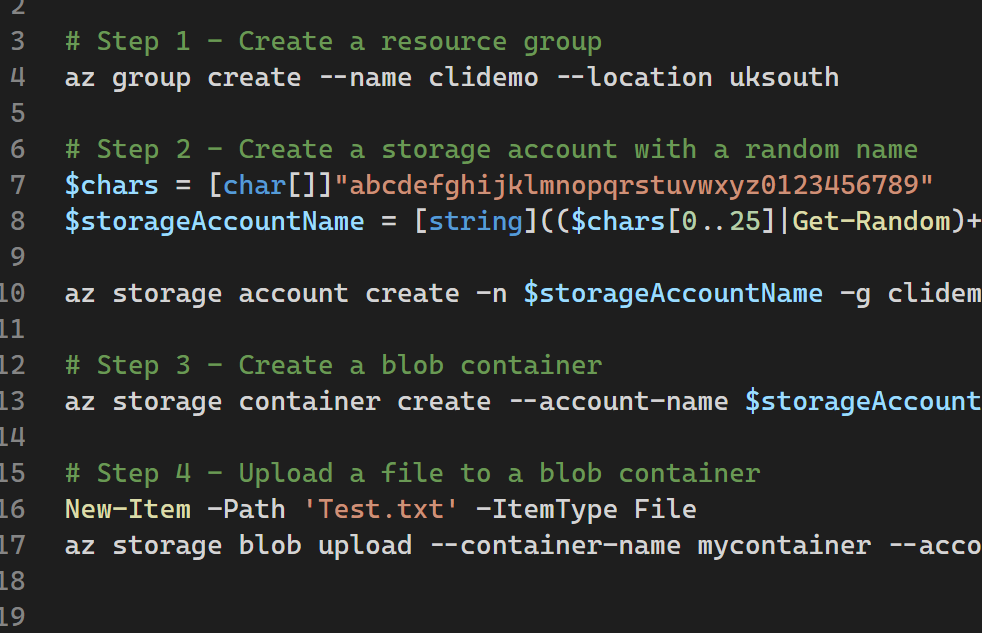 2
3 # Step 1 - Create a resource group
4 az group create --name clidemo --location uksouth
5
6 # Step 2 - Create a storage account with a random name
7 $chars = [char[]]"abcdefghijklmnopqrstuvwxyz0123456789"
8 $storageAccountName = [string](($chars[0..25]|Get-Random)+
9
10 az storage account create -n $storageAccountName -g clidem
11
12 # Step 3 - Create a blob container
13 az storage container create --account-name $storageAccount
14
15 # Step 4 - Upload a file to a blob container
16 New-Item -Path 'Test.txt' -ItemType File
17 az storage blob upload --container-name mycontainer --acco
18
19